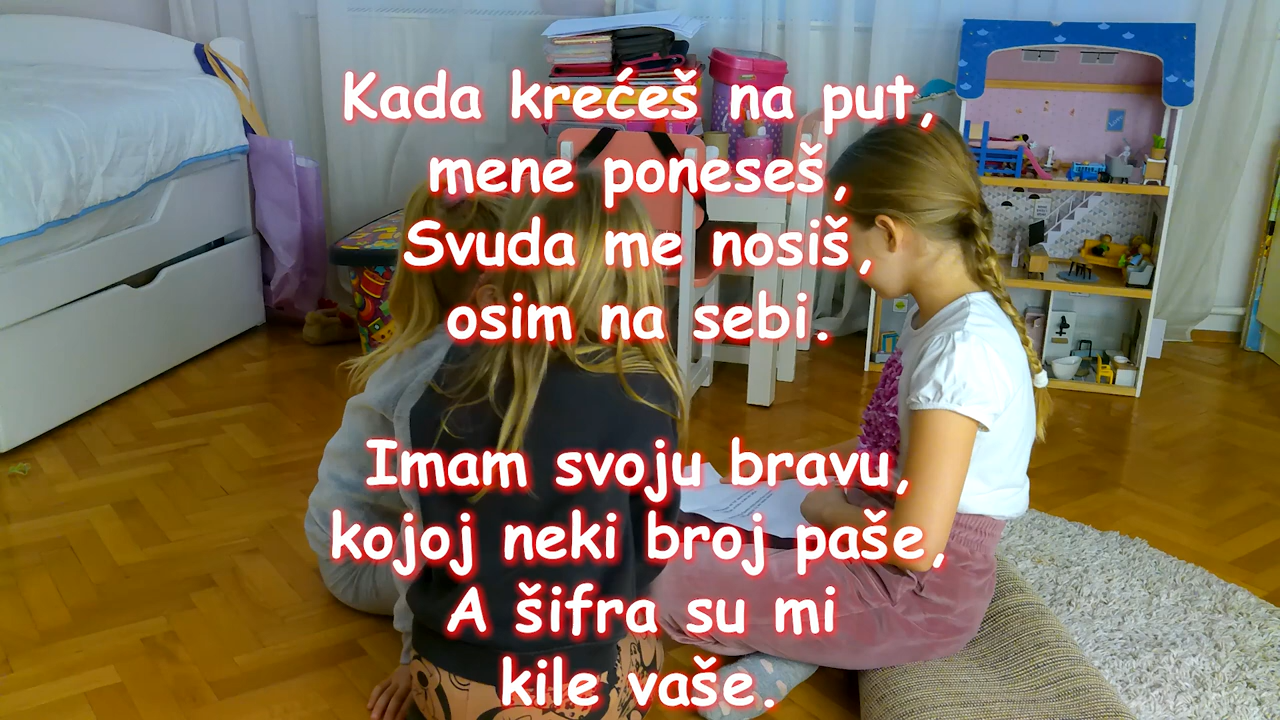 Kada krećeš na put,
mene poneseš,
Svuda me nosiš,
osim na sebi.
Imam svoju bravu,
kojoj neki broj paše,
A šifra su mi
kile vaše.